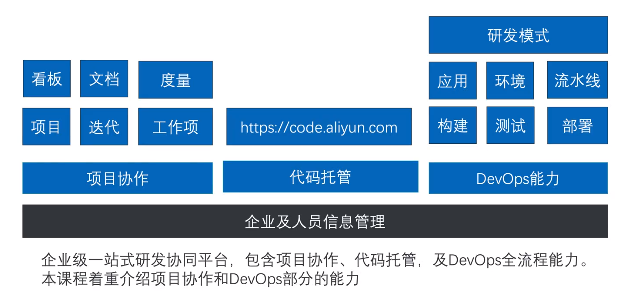 研发模式
看板 文档 度量 应用 环境 流水线
项目 迭代 工作项 https://code.aliyun.com 构建 测试 部署
项目协作 代码托管 DevOps能力
企业及人员信息管理
企业级一站式研发协同平台，包含项目协作、代码托管，及DevOps全流程能力。
本课程着重介绍项目协作和DevOps部分的能力